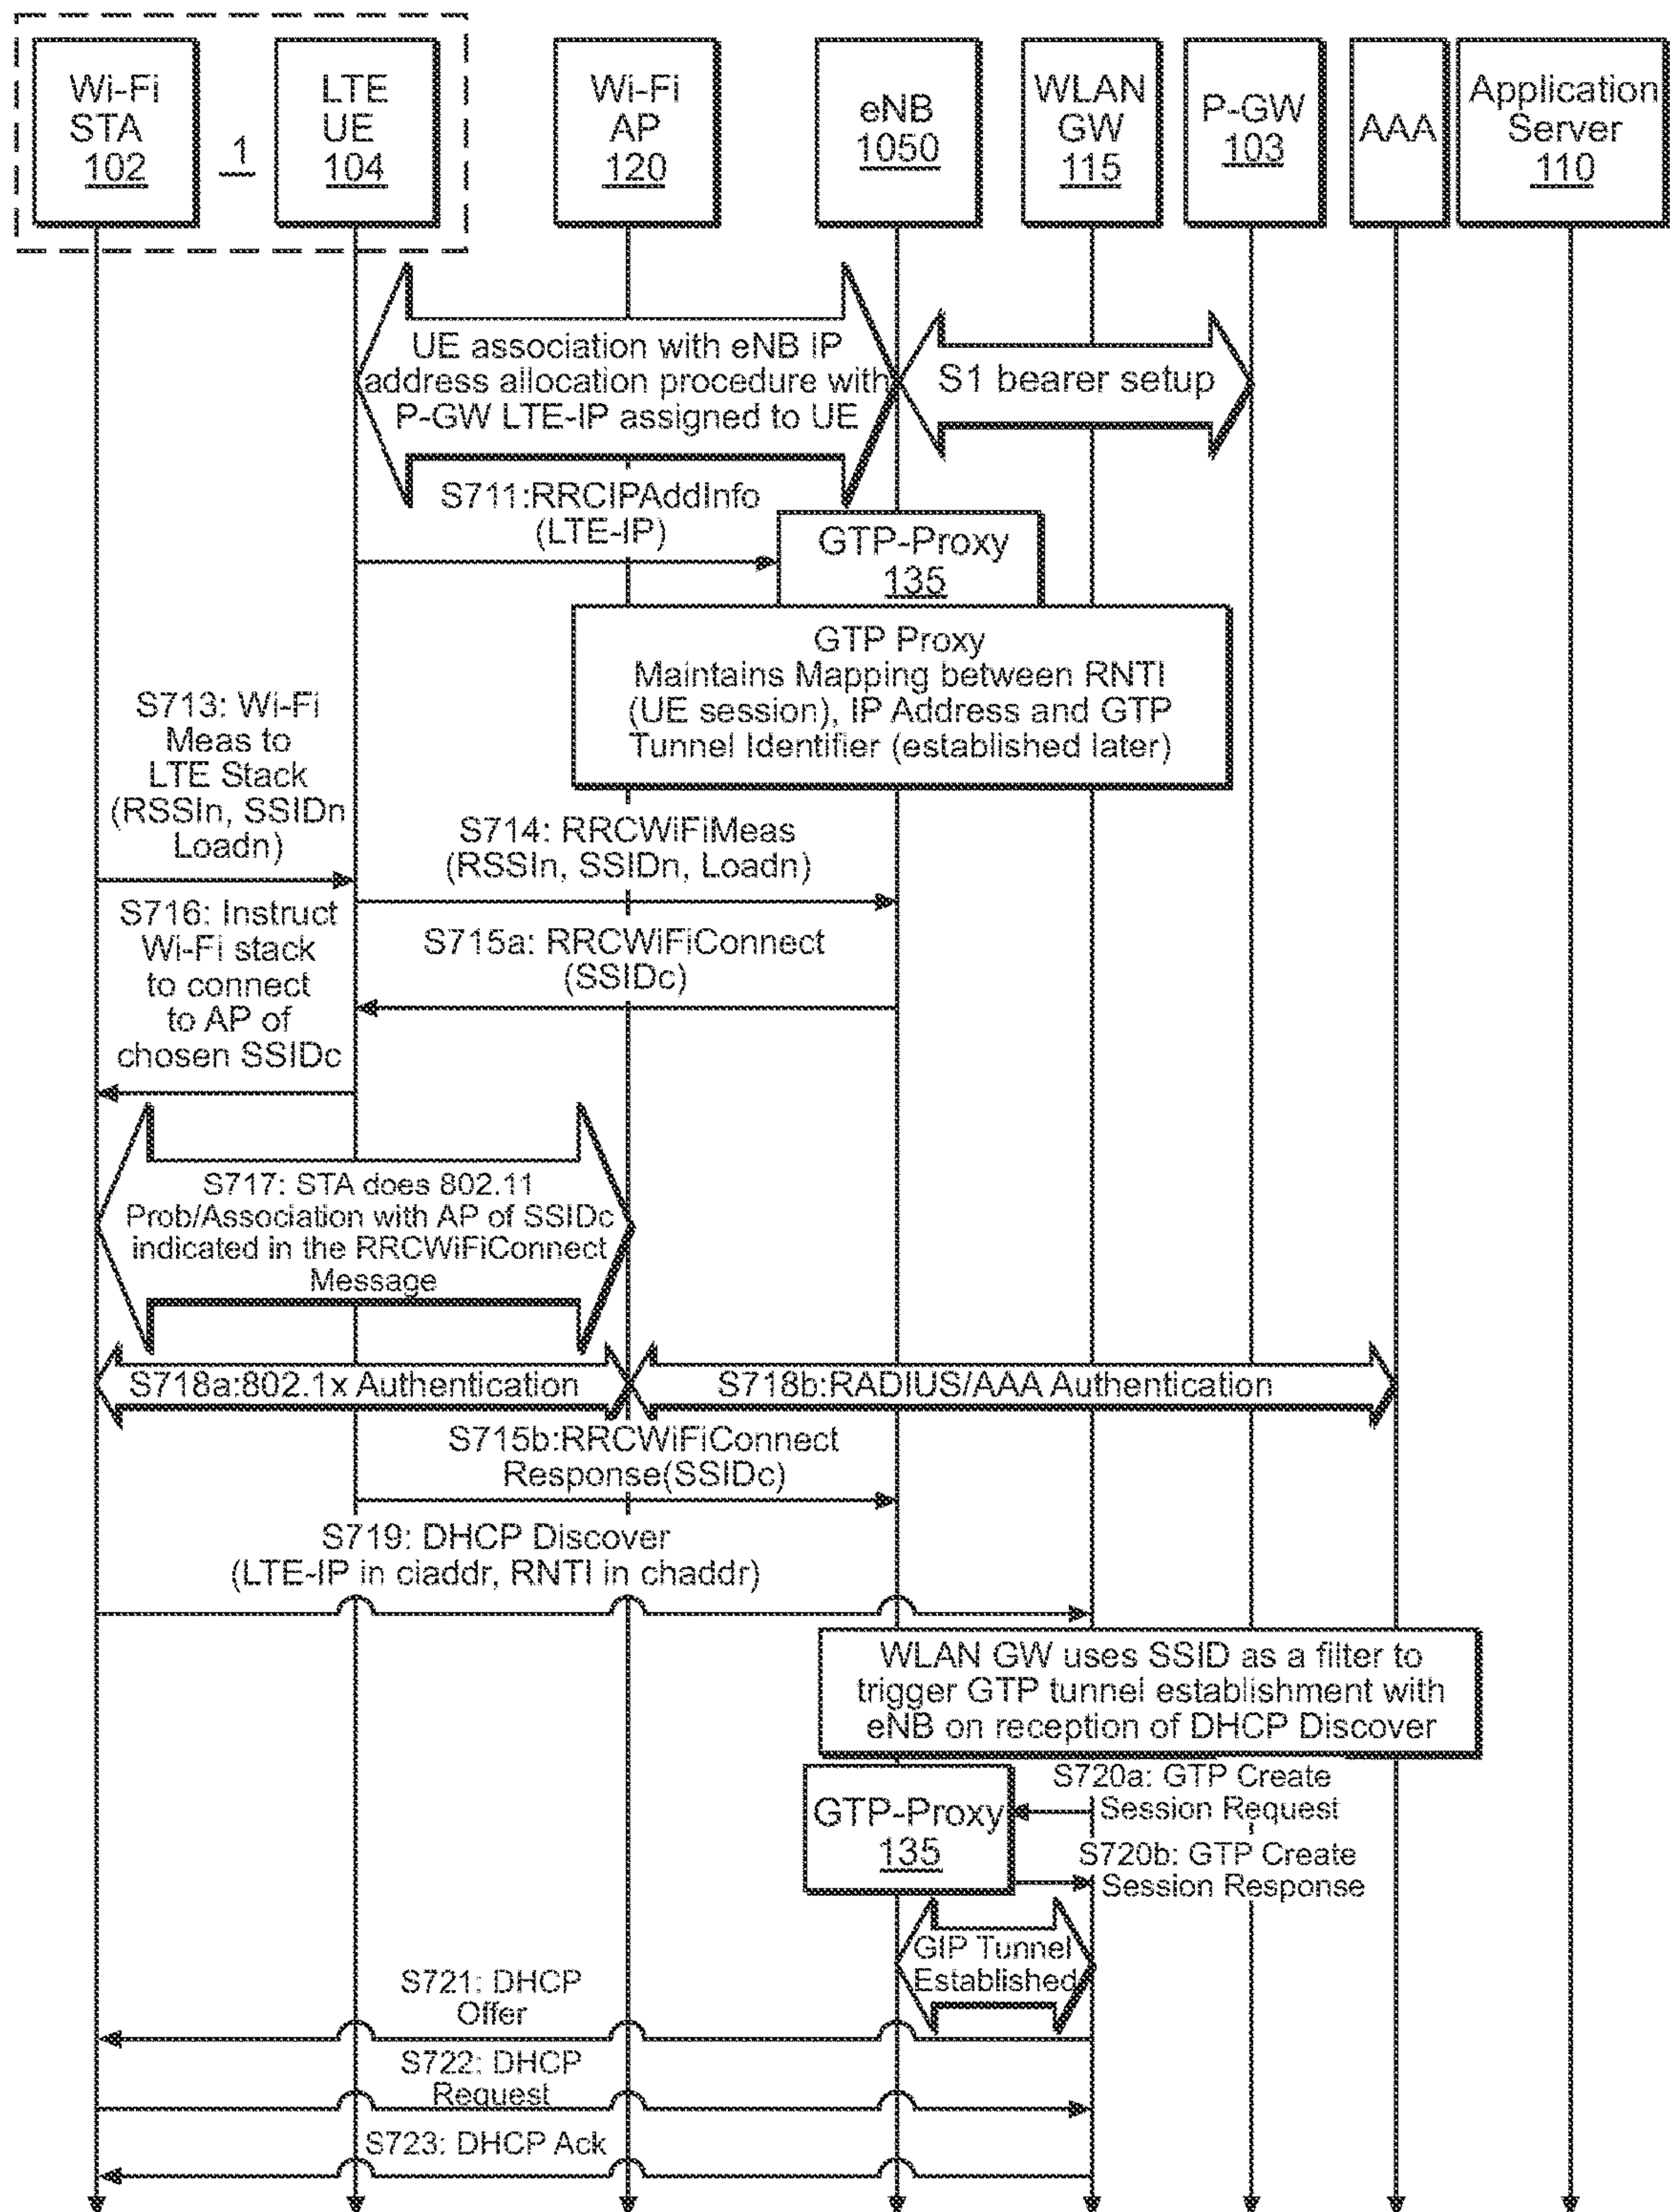 Wi-Fi
STA
102
1
LTE
UE
104
Wi-Fi
AP
120
eNB
1050
WLAN
GW
115
P-GW
103
AAA
Application
Server
110
UE association with eNB IP
address allocation procedure with
P-GW LTE-IP assigned to UE
S1 bearer setup
S711:RRCIPAddInfo
(LTE-IP)
GTP-Proxy
135
GTP Proxy
Maintains Mapping between RNTI
(UE session), IP Address and GTP
Tunnel Identifier (established later)
S713: Wi-Fi
Meas to
LTE Stack
(RSSIn, SSIDn
Loadn)
S714: RRCWiFiMeas
(RSSIn, SSIDn, Loadn)
S716: Instruct
Wi-Fi stack
to connect
to AP of
chosen SSIDc
S715a: RRCWiFiConnect
(SSIDc)
S717: STA does 802.11
Prob/Association with AP of SSIDc
indicated in the RRCWiFiConnect
Message
S718a:802.1x Authentication
S718b:RADIUS/AAA Authentication
S715b:RRCWiFiConnect
Response(SSIDc)
S719: DHCP Discover
(LTE-IP in ciaddr, RNTI in chaddr)
WLAN GW uses SSID as a filter to
trigger GTP tunnel establishment with
eNB on reception of DHCP Discover
GTP-Proxy
135
S720a: GTP Create
Session Request
S720b: GTP Create
Session Response
GIP Tunnel
Established
S721: DHCP
Offer
S722: DHCP
Request
S723: DHCP Ack